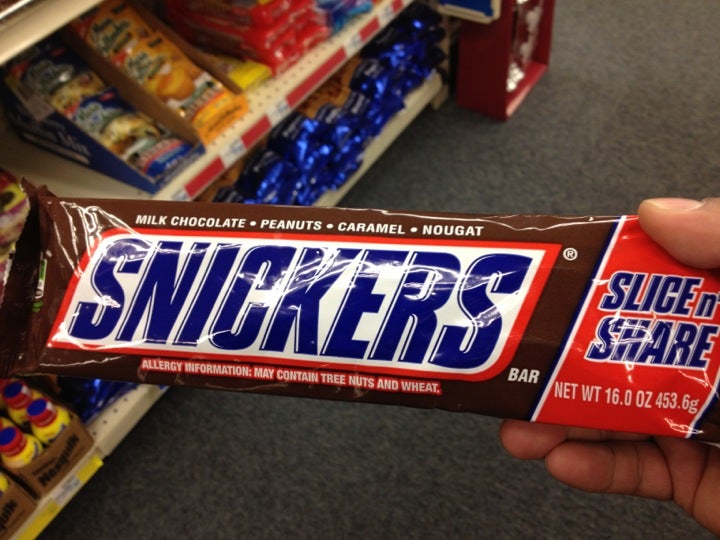 MILK CHOCOLATE • PEANUTS • CARAMEL • NOUGAT
SNICKERS®
BAR
ALLERGY INFORMATION: MAY CONTAIN TREE NUTS AND WHEAT.
SLICE n'
SHARE
NET WT 16.0 OZ 453.6g
Nesquik